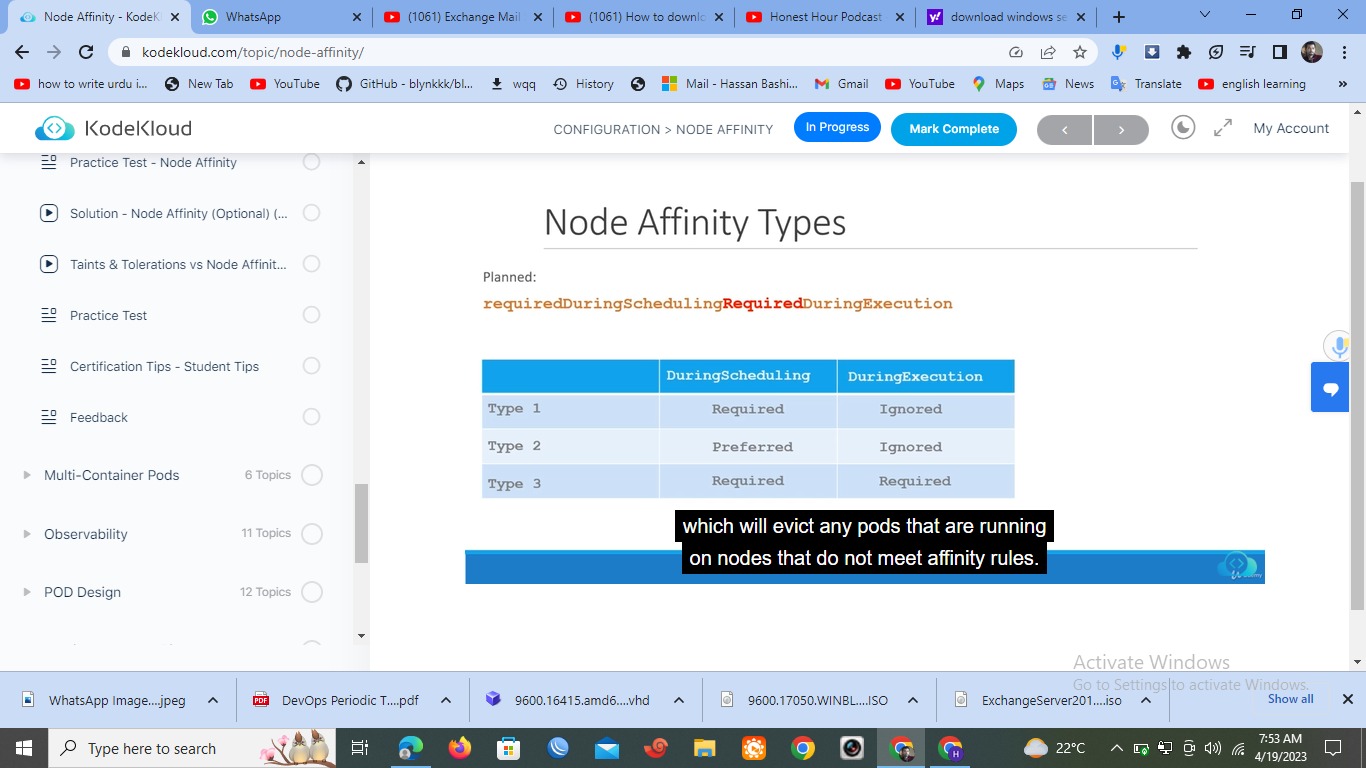 Node Affinity - KodeKl
WhatsApp
(1061) Exchange Mail
(1061) How to downlo
Honest Hour Podcast
download windows se
kodekloud.com/topic/node-affinity/
how to write urdu i...
New Tab
YouTube
GitHub - blynkkk/bl...
wqq
History
Mail - Hassan Bashi...
Gmail
YouTube
Maps
News
Translate
english learning
»
KodeKloud
CONFIGURATION > NODE AFFINITY
In Progress
Mark Complete
My Account
Practice Test - Node Affinity
Solution - Node Affinity (Optional) (...
Taints & Tolerations vs Node Affinit...
Practice Test
Certification Tips - Student Tips
Feedback
Multi-Container Pods 6 Topics
Observability 11 Topics
POD Design 12 Topics
Node Affinity Types
Planned:
requiredDuringSchedulingRequiredDuringExecution
DuringScheduling DuringExecution
Type 1 Required Ignored
Type 2 Preferred Ignored
Type 3 Required Required
which will evict any pods that are running
on nodes that do not meet affinity rules.
Activate Windows
Go to Settings to activate Windows.
WhatsApp Image....jpeg
DevOps Periodic T....pdf
9600.16415.amd6....vhd
9600.17050.WINBL....ISO
ExchangeServer201....iso
Show all
Type here to search
22°C
7:53 AM
4/19/2023